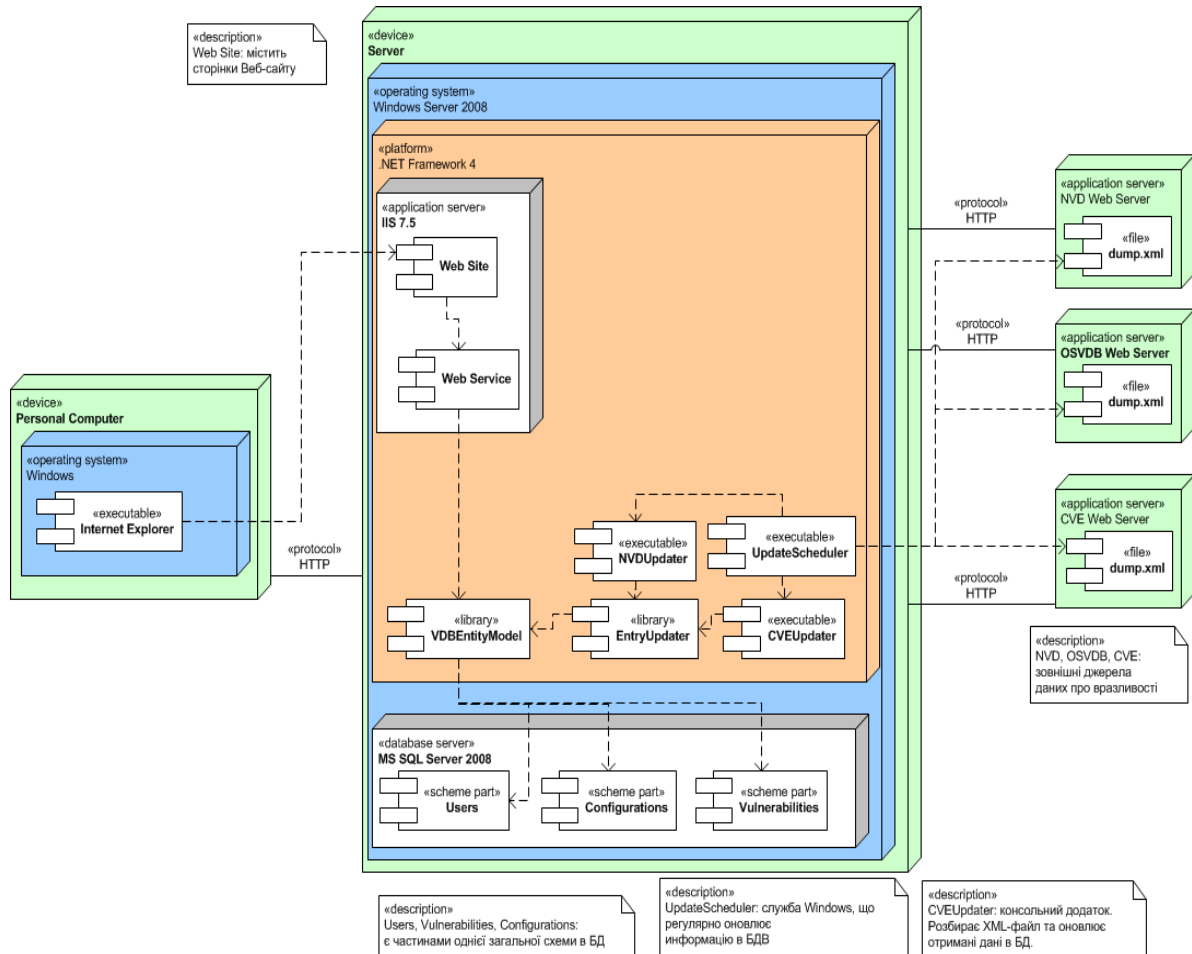 «description»
Web Site: містить
сторінки Веб-сайту
«device»
Server
«operating system»
Windows Server 2008
«platform»
.NET Framework 4
«application server»
IIS 7.5
Web Site
Web Service
«device»
Personal Computer
«operating system»
Windows
«executable»
Internet Explorer
«protocol»
HTTP
«executable»
NVDUpdater
«executable»
UpdateScheduler
«library»
VDBEntityModel
«library»
EntryUpdater
«executable»
CVEUpdater
«database server»
MS SQL Server 2008
«scheme part»
Users
«scheme part»
Configurations
«scheme part»
Vulnerabilities
«protocol»
HTTP
«application server»
NVD Web Server
«file»
dump.xml
«protocol»
HTTP
«application server»
OSVDB Web Server
«file»
dump.xml
«application server»
CVE Web Server
«file»
dump.xml
«protocol»
HTTP
«description»
NVD, OSVDB, CVE:
зовнішні джерела
даних про вразливості
«description»
Users, Vulnerabilities, Configurations:
є частинами однієї загальної схеми в БД
«description»
UpdateScheduler: служба Windows, що
регулярно оновлює
информацію в БДВ
«description»
CVEUpdater: консольний додаток.
Розбирає XML-файл та оновлює
отримані дані в БД.